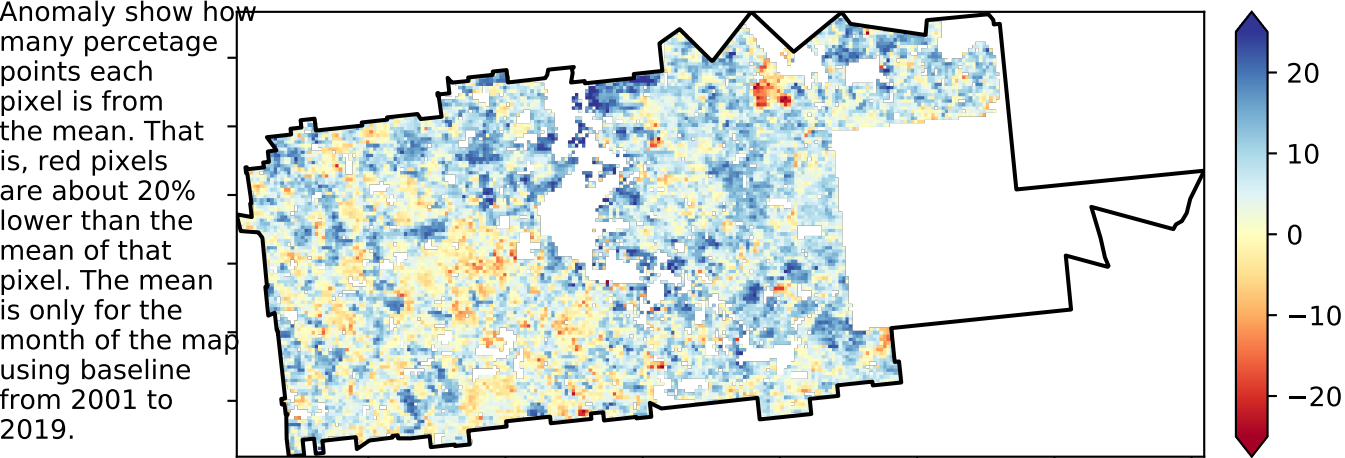 Anomaly show how
many percetage
points each
pixel is from
the mean. That
is, red pixels
are about 20%
lower than the
mean of that
pixel. The mean
is only for the
month of the map
using baseline
from 2001 to
2019.
20
10
0
−10
−20